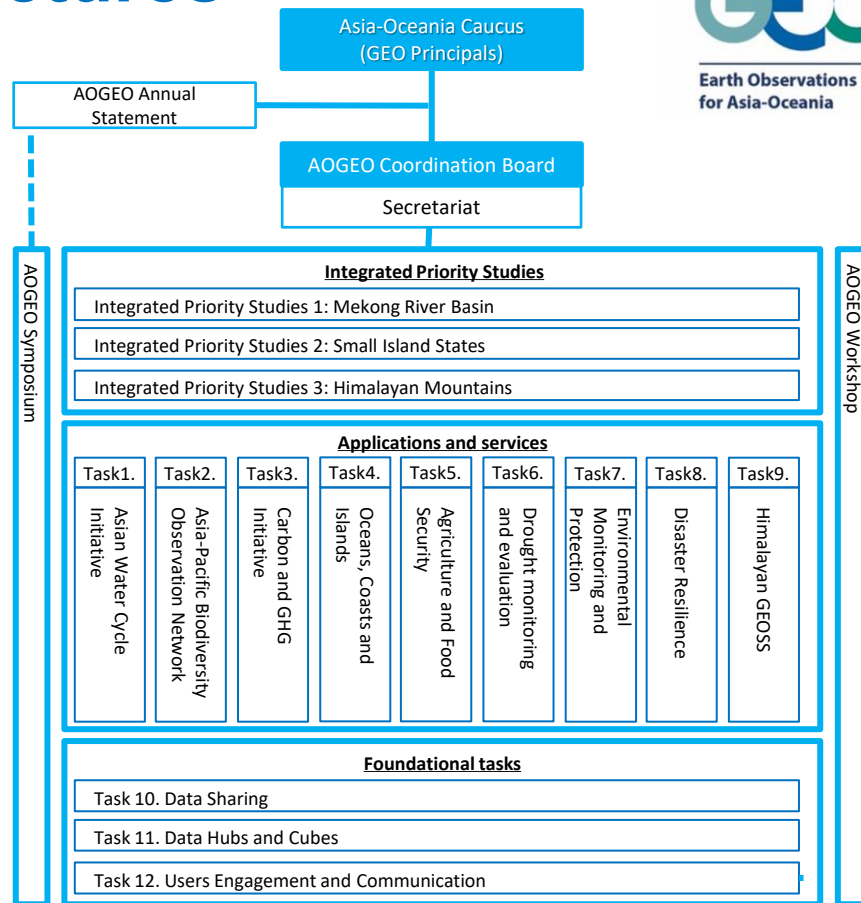 Asia-Oceania Caucus
(GEO Principals)
Earth Observations
for Asia-Oceania
AOGEO Annual
Statement
AOGEO Coordination Board
Secretariat
AOGEO Symposium
AOGEO Workshop
Integrated Priority Studies
Integrated Priority Studies 1: Mekong River Basin
Integrated Priority Studies 2: Small Island States
Integrated Priority Studies 3: Himalayan Mountains
Applications and services
Task1.
Asian Water Cycle
Initiative
Task2.
Asia-Pacific Biodiversity
Observation Network
Task3.
Carbon and GHG
Initiative
Task4.
Oceans, Coasts and
Islands
Task5.
Agriculture and Food
Security
Task6.
Drought monitoring
and evaluation
Task7.
Environmental
Monitoring and
Protection
Task8.
Disaster Resilience
Task9.
Himalayan GEOSS
Foundational tasks
Task 10. Data Sharing
Task 11. Data Hubs and Cubes
Task 12. Users Engagement and Communication